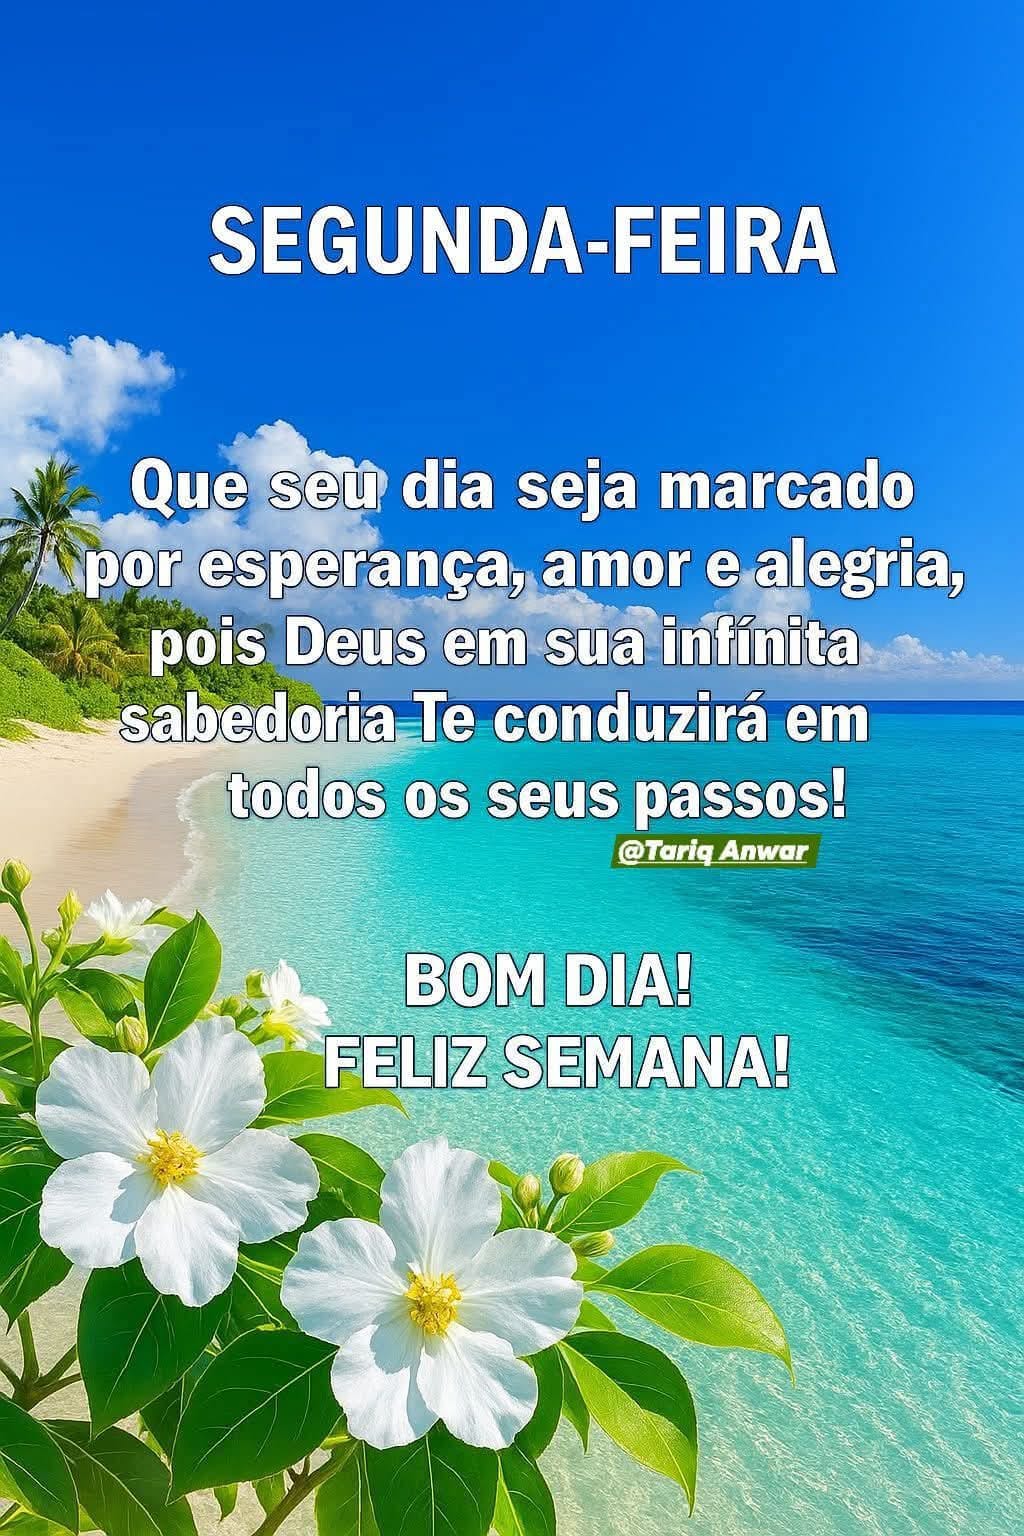 SEGUNDA-FEIRA
Que seu dia seja marcado
por esperança, amor e alegria,
pois Deus em sua infínita
sabedoria Te conduzirá em
todos os seus passos!
@Tariq Anwar
BOM DIA!
FELIZ SEMANA!